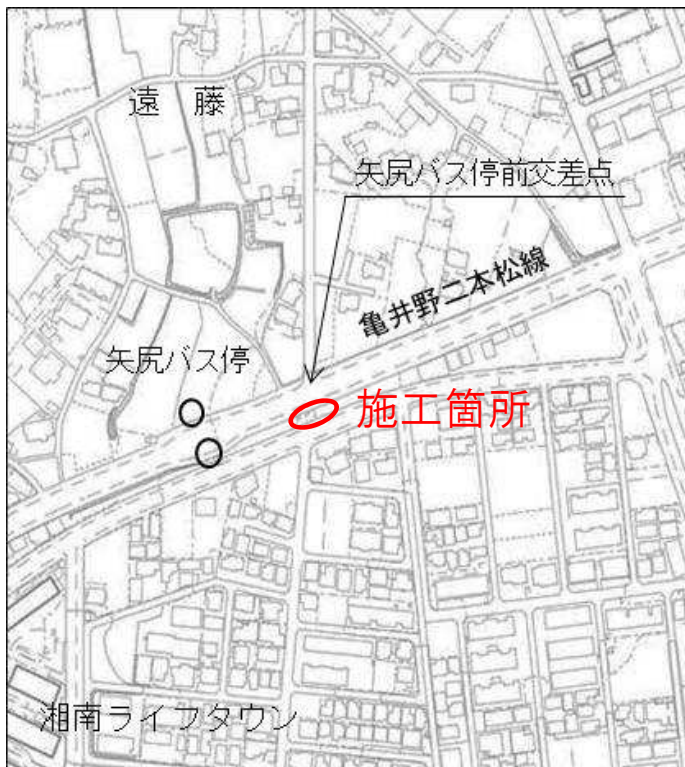 遠藤
矢尻バス停前交差点
亀井野二本松線
矢尻バス停
施工箇所
湘南ライフタウン